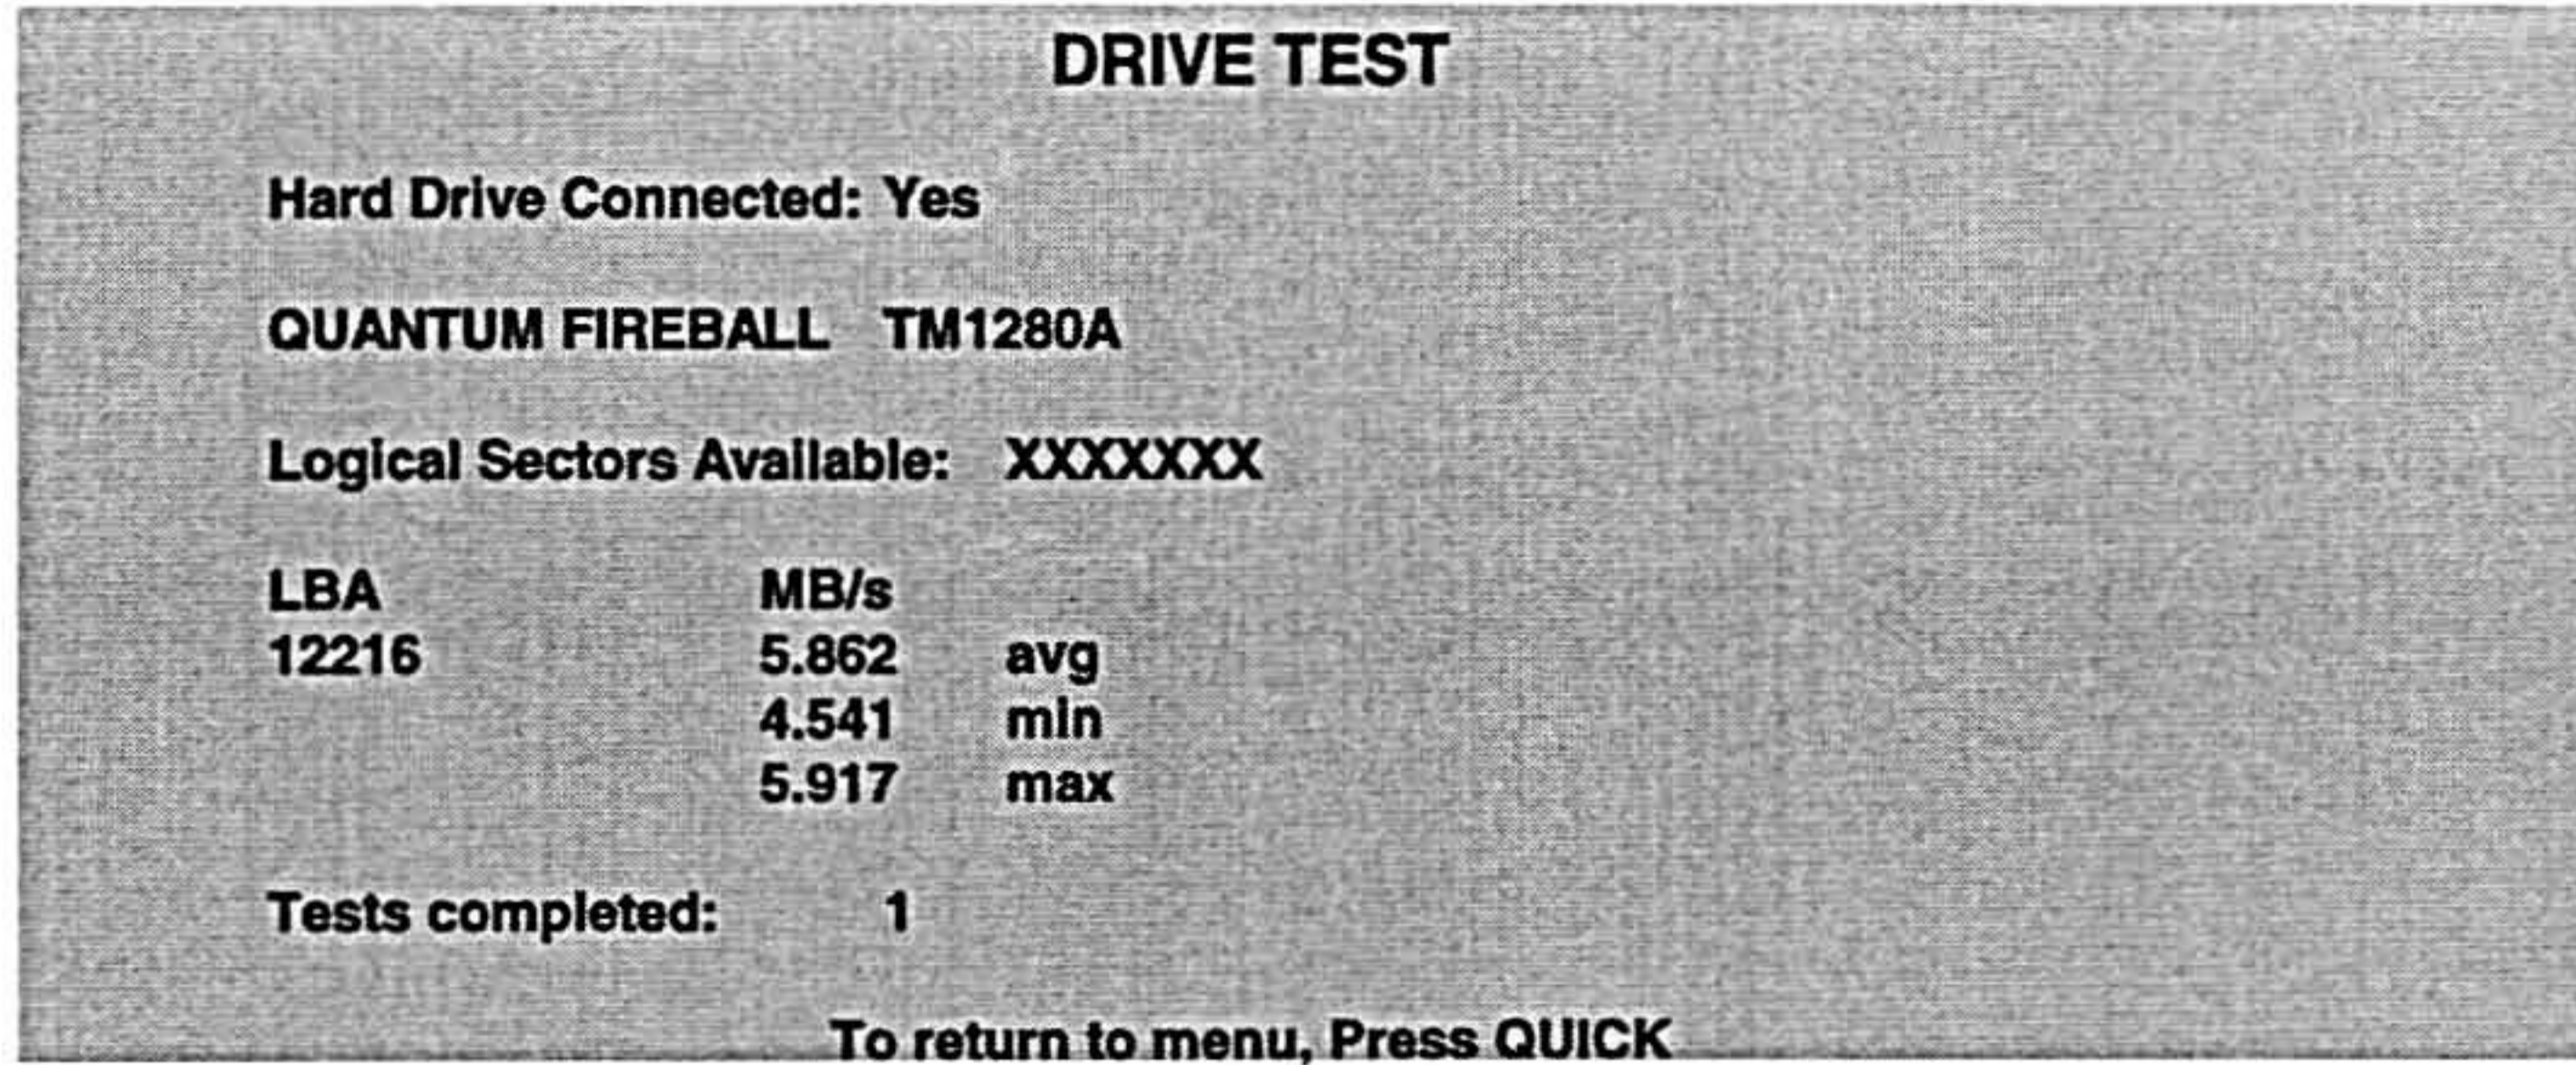 DRIVE TEST
Hard Drive Connected: Yes
QUANTUM FIREBALL TM1280A
Logical Sectors Available: XXXXXXX
LBA MB/s
12216 5.862 avg
4.541 min
5.917 max
Tests completed: 1
To return to menu, Press QUICK